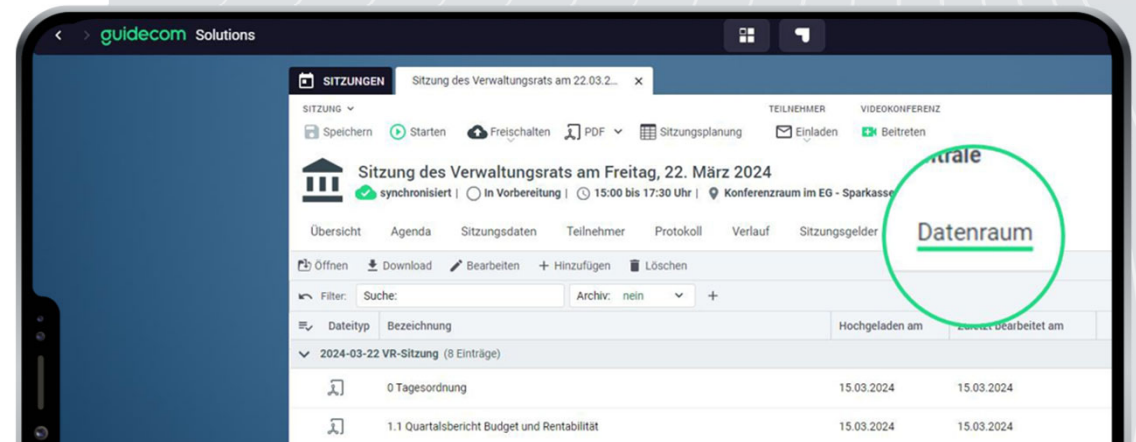 guidecom Solutions
SITZUNGEN Sitzung des Verwaltungsrats am 22.03.2...
SITZUNG TEILNEHMER VIDEOKONFERENZ
Speichern Starten Freischalten PDF Sitzungsplanung Einladen Beitreten
Sitzung des Verwaltungsrats am Freitag, 22. März 2024
synchronisiert | In Vorbereitung | 15:00 bis 17:30 Uhr | Konferenzraum im EG - Sparkasse
Übersicht Agenda Sitzungsdaten Teilnehmer Protokoll Verlauf Sitzungsgelder Datenraum
Öffnen Download Bearbeiten + Hinzufügen Löschen
Filter: Suche: Archiv: nein +
Dateityp Bezeichnung Hochgeladen am bearbeitet am
2024-03-22 VR-Sitzung (8 Einträge)
0 Tagesordnung 15.03.2024 15.03.2024
1.1 Quartalsbericht Budget und Rentabilität 15.03.2024 15.03.2024